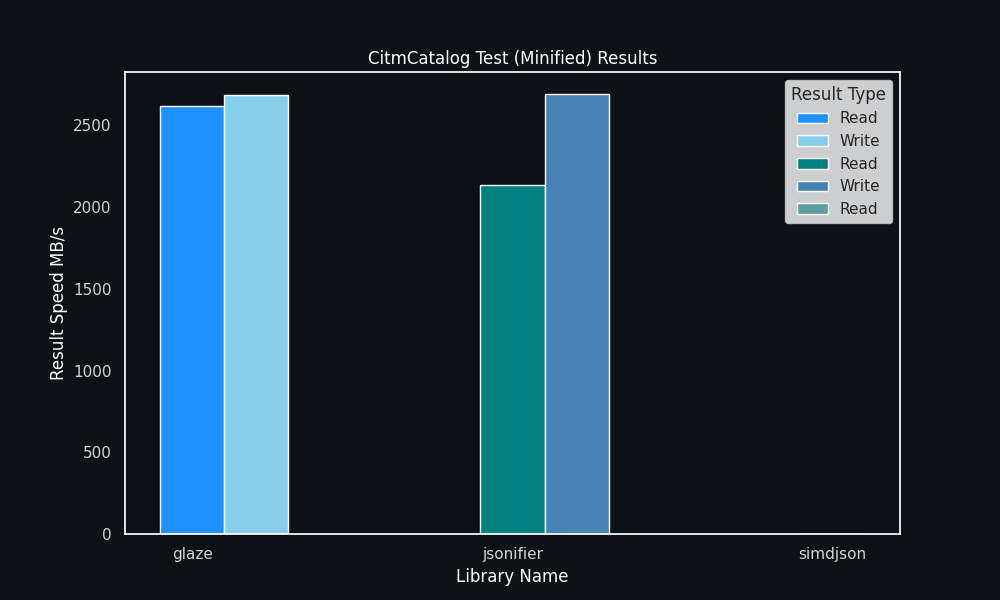 CitmCatalog Test (Minified) Results
Result Type
Read
Write
Read
Write
Read
2500
2000
1500
1000
500
0
Result Speed MB/s
glaze jsonifier simdjson
Library Name